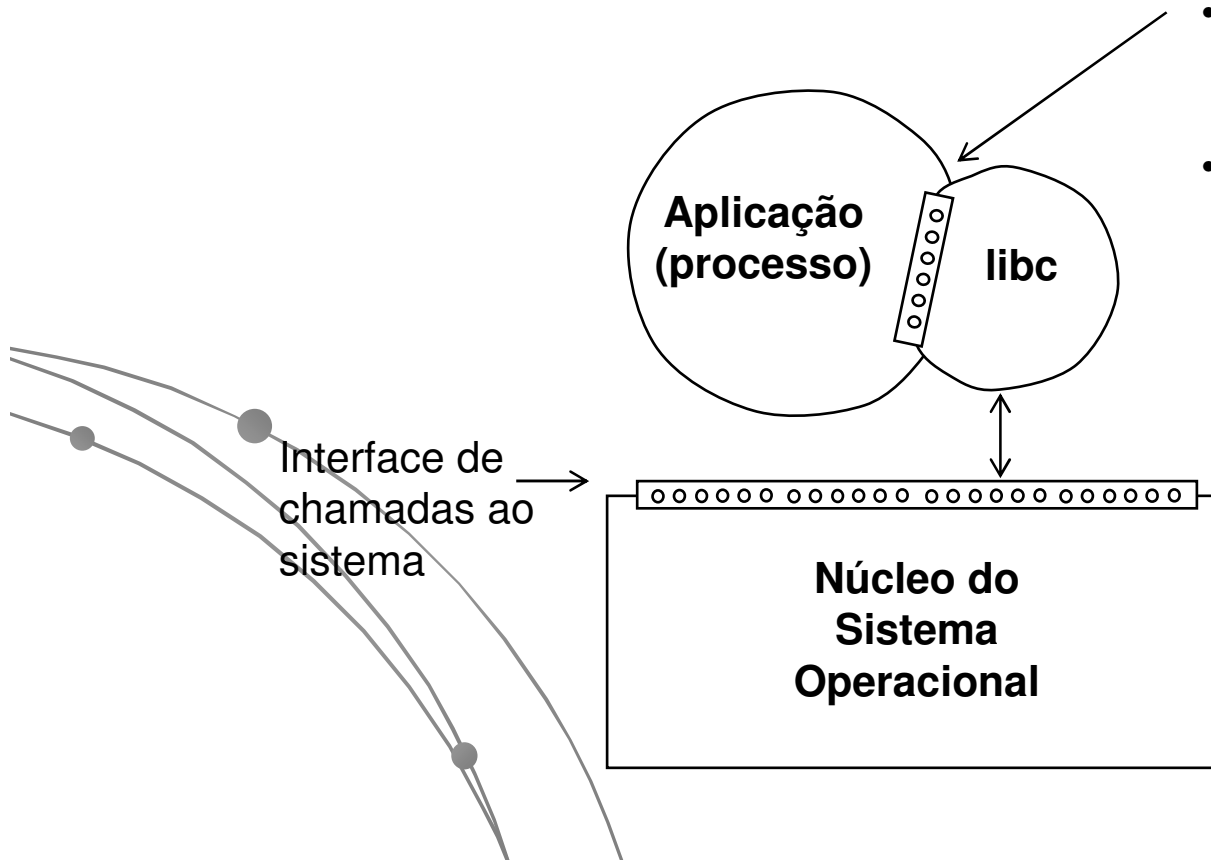 Aplicação
(processo)
libc
Interface de
chamadas ao
sistema
Núcleo do
Sistema
Operacional